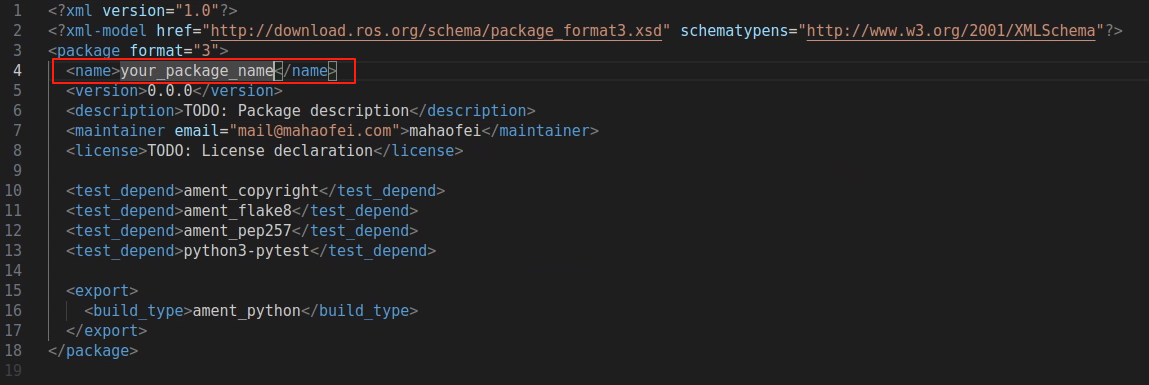 1 <?xml version="1.0"?>
2 <?xml-model href="http://download.ros.org/schema/package_format3.xsd" schematypens="http://www.w3.org/2001/XMLSchema"?>
3 <package format="3">
4   <name>your_package_name</name>
5   <version>0.0.0</version>
6   <description>TODO: Package description</description>
7   <maintainer email="mail@mahaofei.com">mahaofei</maintainer>
8   <license>TODO: License declaration</license>
9
10   <test_depend>ament_copyright</test_depend>
11   <test_depend>ament_flake8</test_depend>
12   <test_depend>ament_pep257</test_depend>
13   <test_depend>python3-pytest</test_depend>
14
15   <export>
16     <build_type>ament_python</build_type>
17   </export>
18 </package>
19